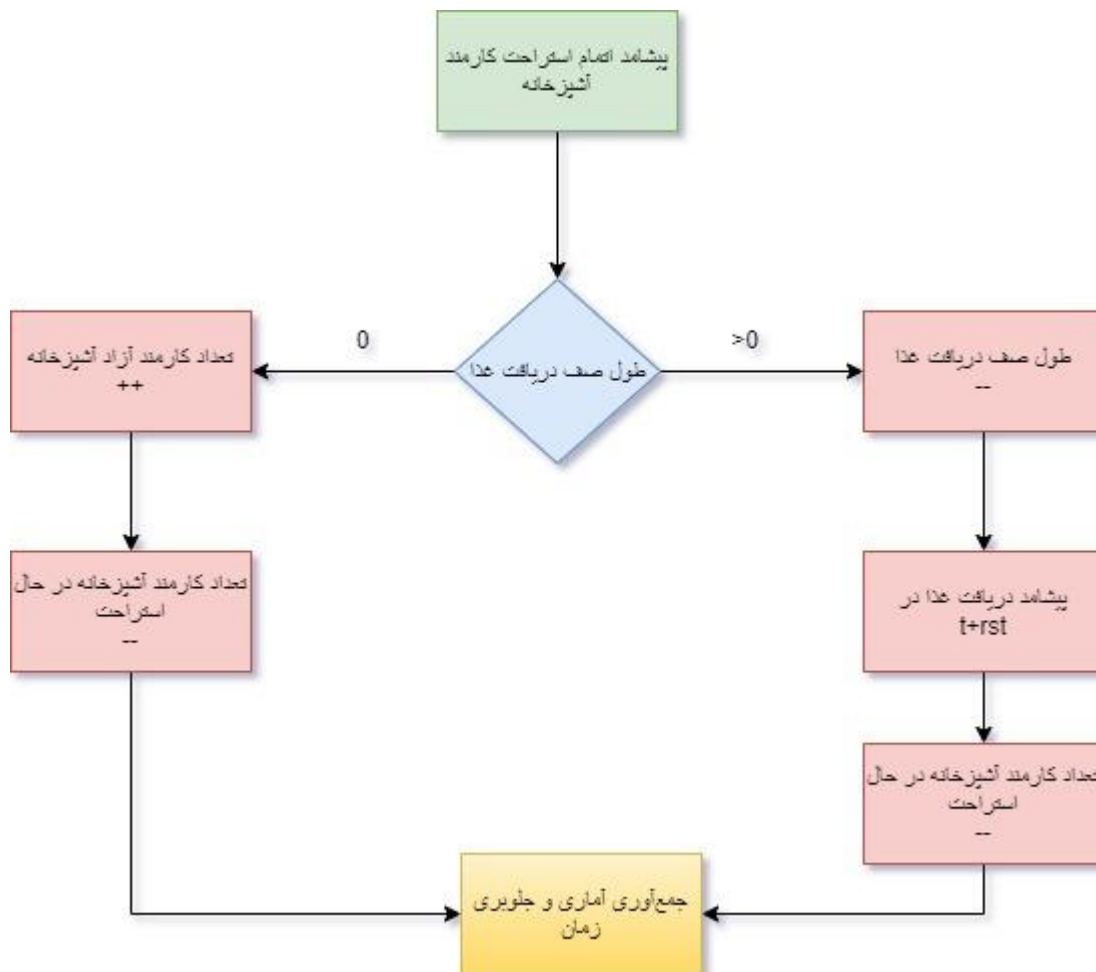 پیشامد اتمام استراحت کارمند
آشپزخانه
0
>0
تعداد کارمند آزاد آشپزخانه
++
طول صف دریافت غذا
طول صف دریافت غذا
--
تعداد کارمند آشپزخانه در حال
استراحت
--
پیشامد دریافت غذا در
t+rst
تعداد کارمند آشپزخانه در حال
استراحت
--
جمع‌آوری آماری و جلوبری
زمان